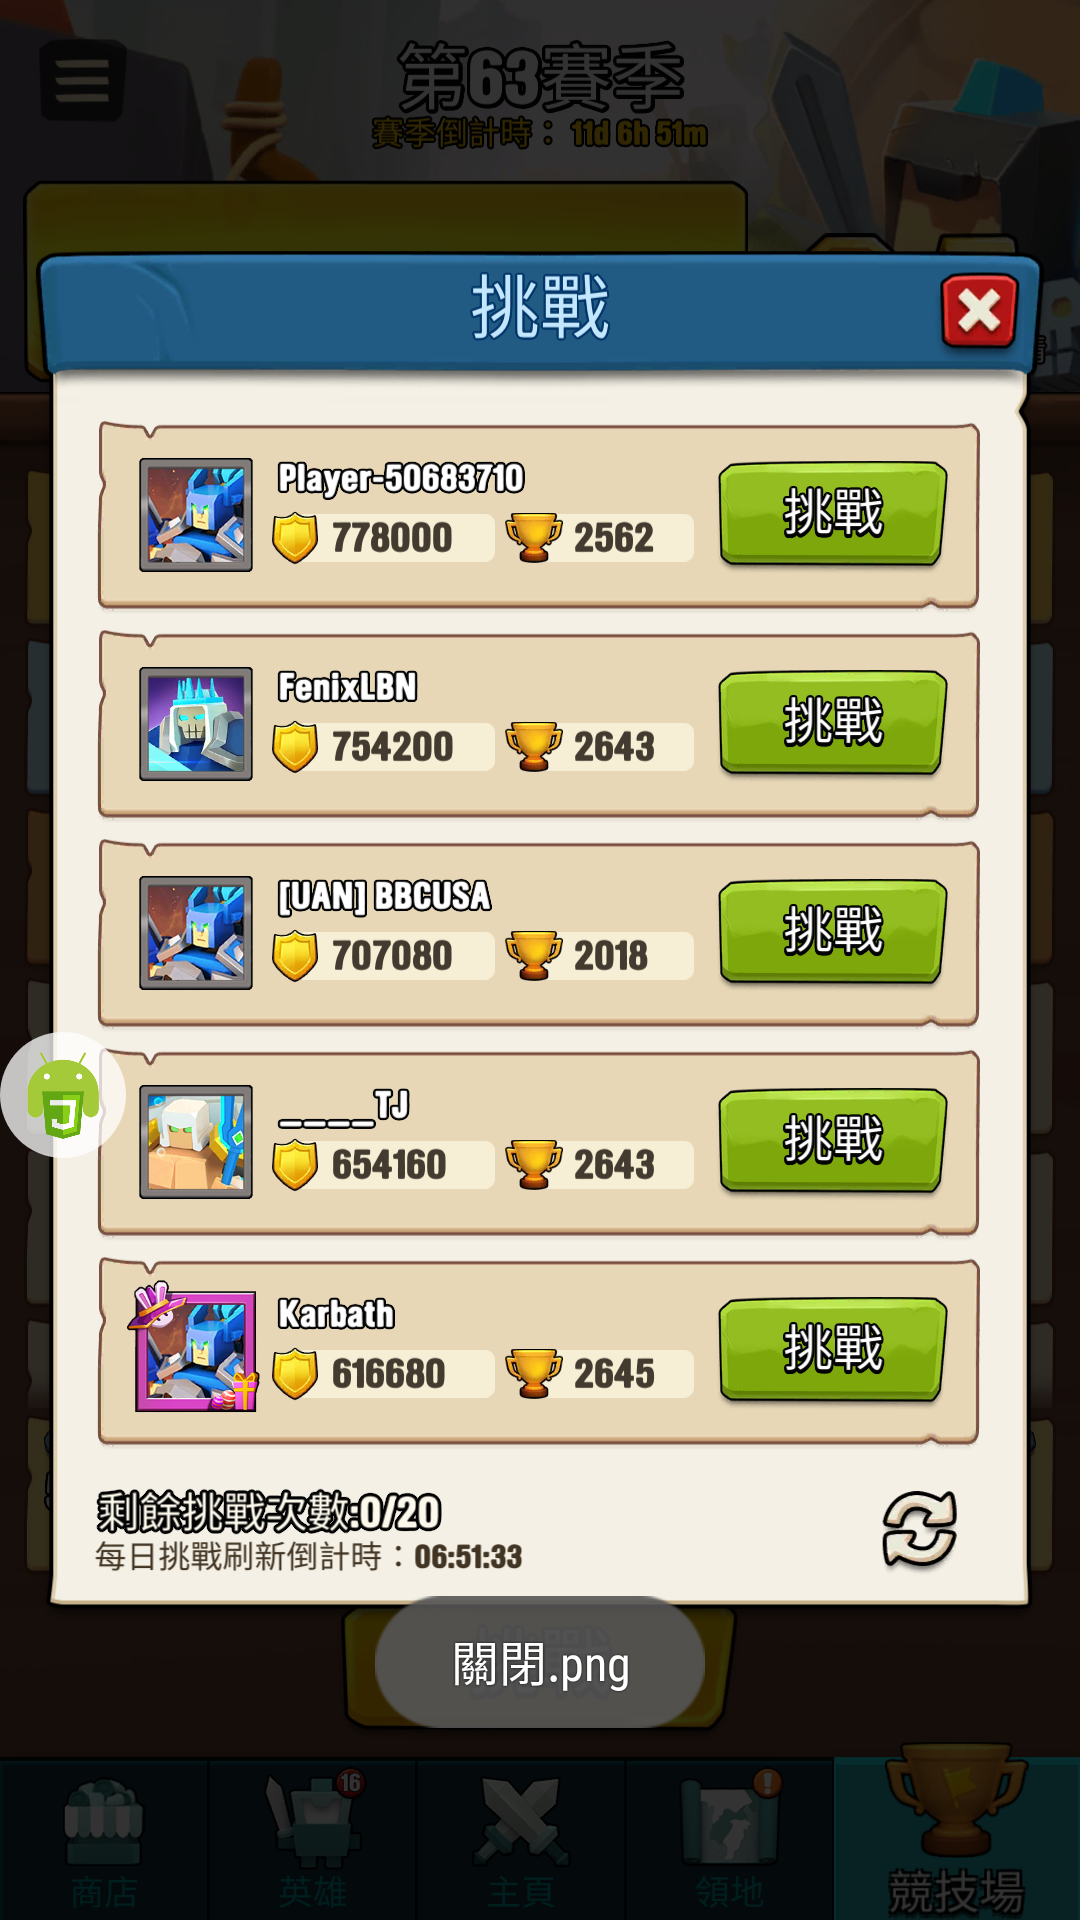 第63賽季
賽季倒計時： 11d 6h 51m
挑戰
Player-50683710
778000 2562
挑戰
FenixLBN
754200 2643
挑戰
[UAN] BBCUSA
707080 2018
挑戰
____TJ
654160 2643
挑戰
Karbath
616680 2645
挑戰
剩餘挑戰次數:0/20
每日挑戰刷新倒計時：06:51:33
挑戰
關閉.png
16
!
商店 英雄 主頁 領地 競技場